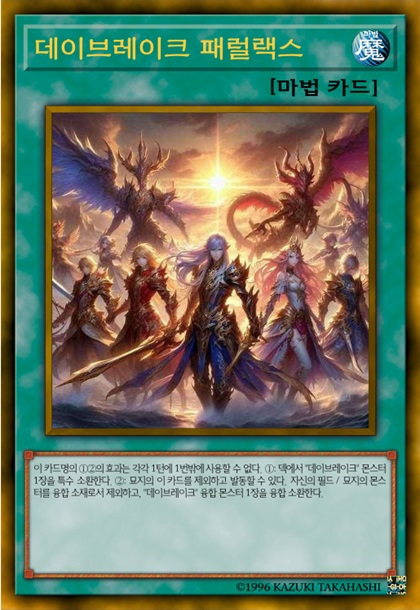 데이브레이크 패럴랙스
마법
魔
[마법 카드]
이 카드명의 ①②의 효과는 각각 1턴에 1번밖에 사용할 수 없다. ①: 덱에서 "데이브레이크" 몬스터
1장을 특수 소환한다. ②: 묘지의 이 카드를 제외하고 발동할 수 있다. 자신의 필드 / 묘지의 몬스
터를 융합 소재로서 제외하고, "데이브레이크" 융합 몬스터 1장을 융합 소환한다.
©1996 KAZUKI TAKAHASHI